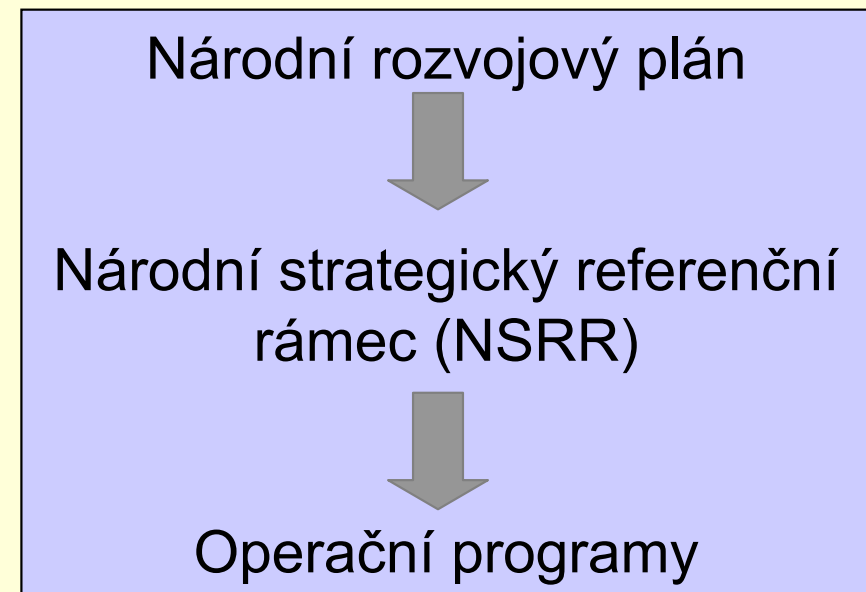 Národní rozvojový plán
Národní strategický referenční
rámec (NSRR)
Operační programy